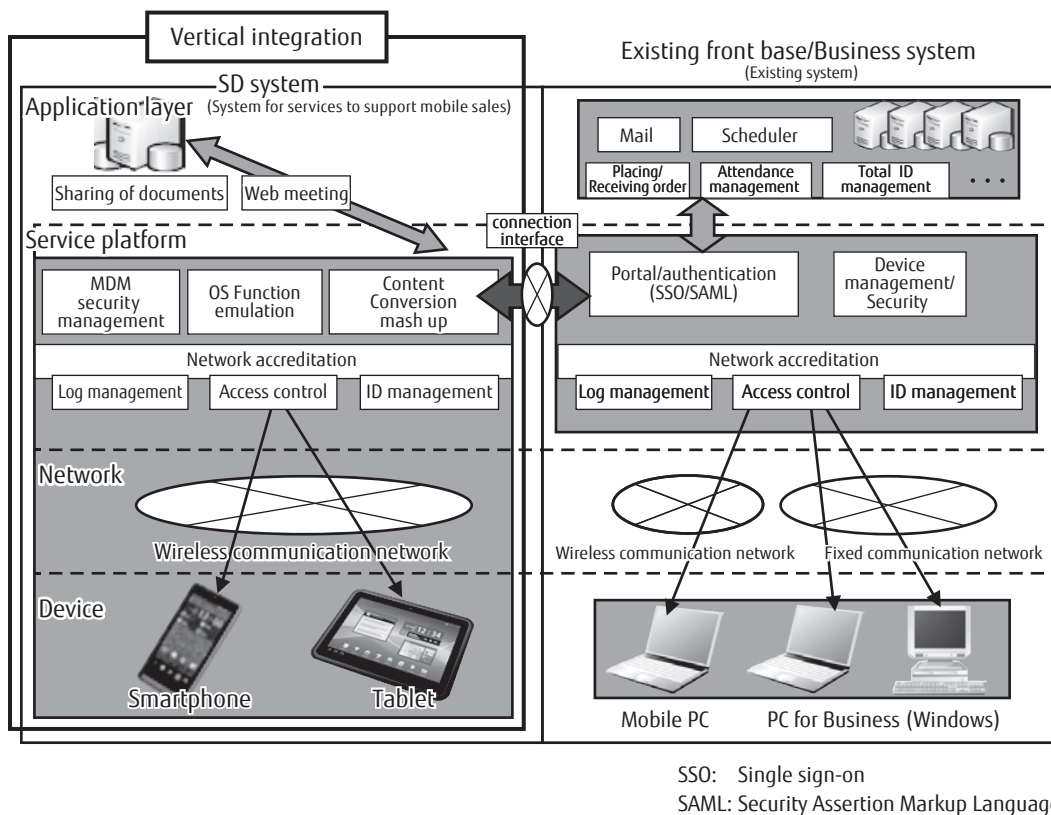 Vertical integration
SD system
(System for services to support mobile sales)
Application layer
Sharing of documents
Web meeting
Existing front base/Business system
(Existing system)
Mail
Scheduler
Placing/
Receiving order
Attendance
management
Total ID
management
• • •
connection
interface
Service platform
MDM
security
management
OS Function
emulation
Content
Conversion
mash up
Network accreditation
Log management
Access control
ID management
Portal/authentication
(SSO/SAML)
Device
management/
Security
Network accreditation
Log management
Access control
ID management
Network
Wireless communication network
Wireless communication network
Fixed communication network
Device
12:34
Smartphone
Tablet
Mobile PC
PC for Business (Windows)
SSO: Single sign-on
SAML: Security Assertion Markup Language